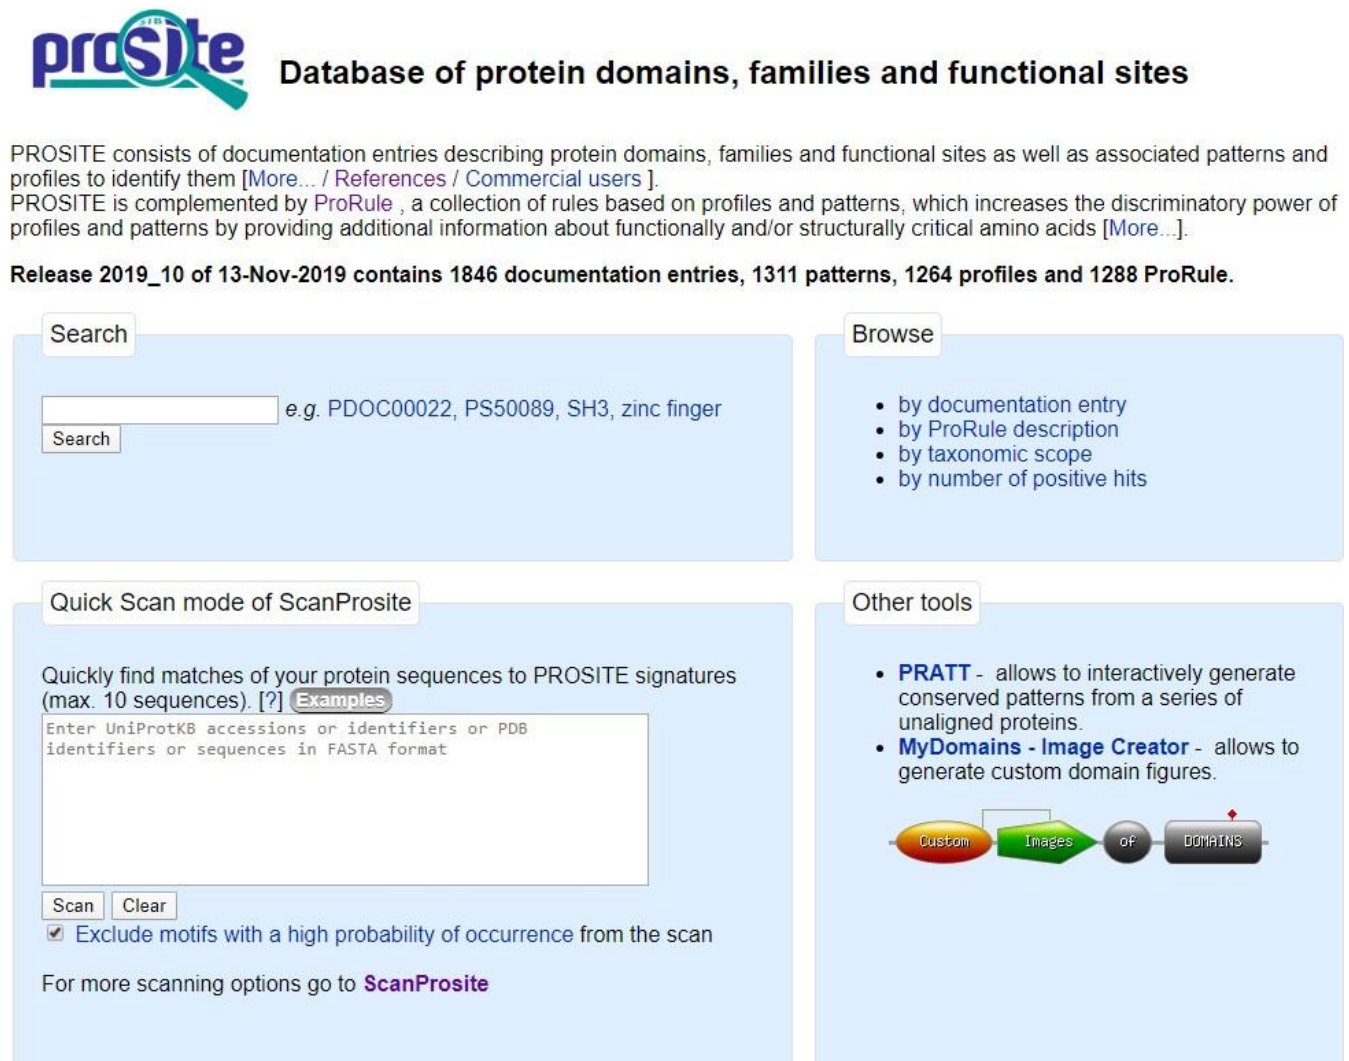 SIB
prosite
Database of protein domains, families and functional sites
PROSITE consists of documentation entries describing protein domains, families and functional sites as well as associated patterns and
profiles to identify them [More... / References / Commercial users ].
PROSITE is complemented by ProRule , a collection of rules based on profiles and patterns, which increases the discriminatory power of
profiles and patterns by providing additional information about functionally and/or structurally critical amino acids [More...].
Release 2019_10 of 13-Nov-2019 contains 1846 documentation entries, 1311 patterns, 1264 profiles and 1288 ProRule.
Search
e.g. PDOC00022, PS50089, SH3, zinc finger
Search
Browse
• by documentation entry
• by ProRule description
• by taxonomic scope
• by number of positive hits
Quick Scan mode of ScanProsite
Quickly find matches of your protein sequences to PROSITE signatures
(max. 10 sequences). [?] Examples
Enter UniProtKB accessions or identifiers or PDB
identifiers or sequences in FASTA format
Scan Clear
Exclude motifs with a high probability of occurrence from the scan
For more scanning options go to ScanProsite
Other tools
• PRATT - allows to interactively generate
conserved patterns from a series of
unaligned proteins.
• MyDomains - Image Creator - allows to
generate custom domain figures.
Custom Images of DOMAINS